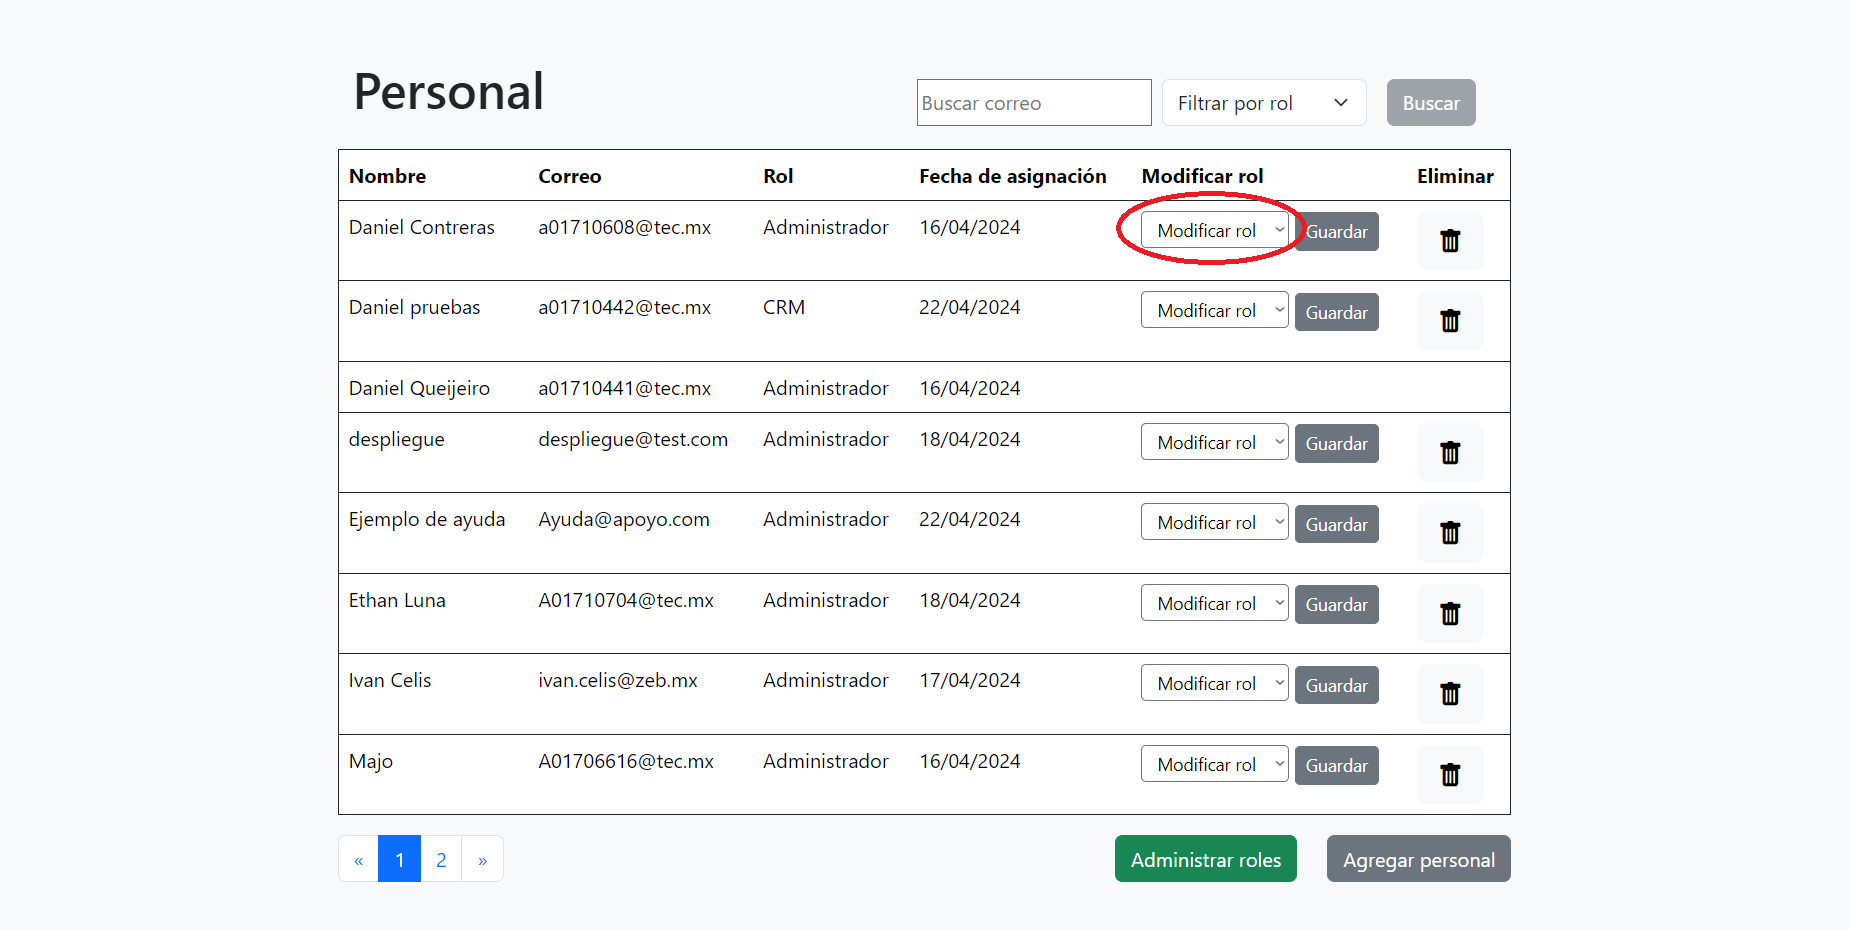 Personal
Buscar correo Filtrar por rol Buscar
Nombre Correo Rol Fecha de asignación Modificar rol Eliminar
Daniel Contreras a01710608@tec.mx Administrador 16/04/2024 Modificar rol Guardar
Daniel pruebas a01710442@tec.mx CRM 22/04/2024 Modificar rol Guardar
Daniel Queijeiro a01710441@tec.mx Administrador 16/04/2024
despliegue despliegue@test.com Administrador 18/04/2024 Modificar rol Guardar
Ejemplo de ayuda Ayuda@apoyo.com Administrador 22/04/2024 Modificar rol Guardar
Ethan Luna A01710704@tec.mx Administrador 18/04/2024 Modificar rol Guardar
Ivan Celis ivan.celis@zeb.mx Administrador 17/04/2024 Modificar rol Guardar
Majo A01706616@tec.mx Administrador 16/04/2024 Modificar rol Guardar
« 1 2 » Administrar roles Agregar personal